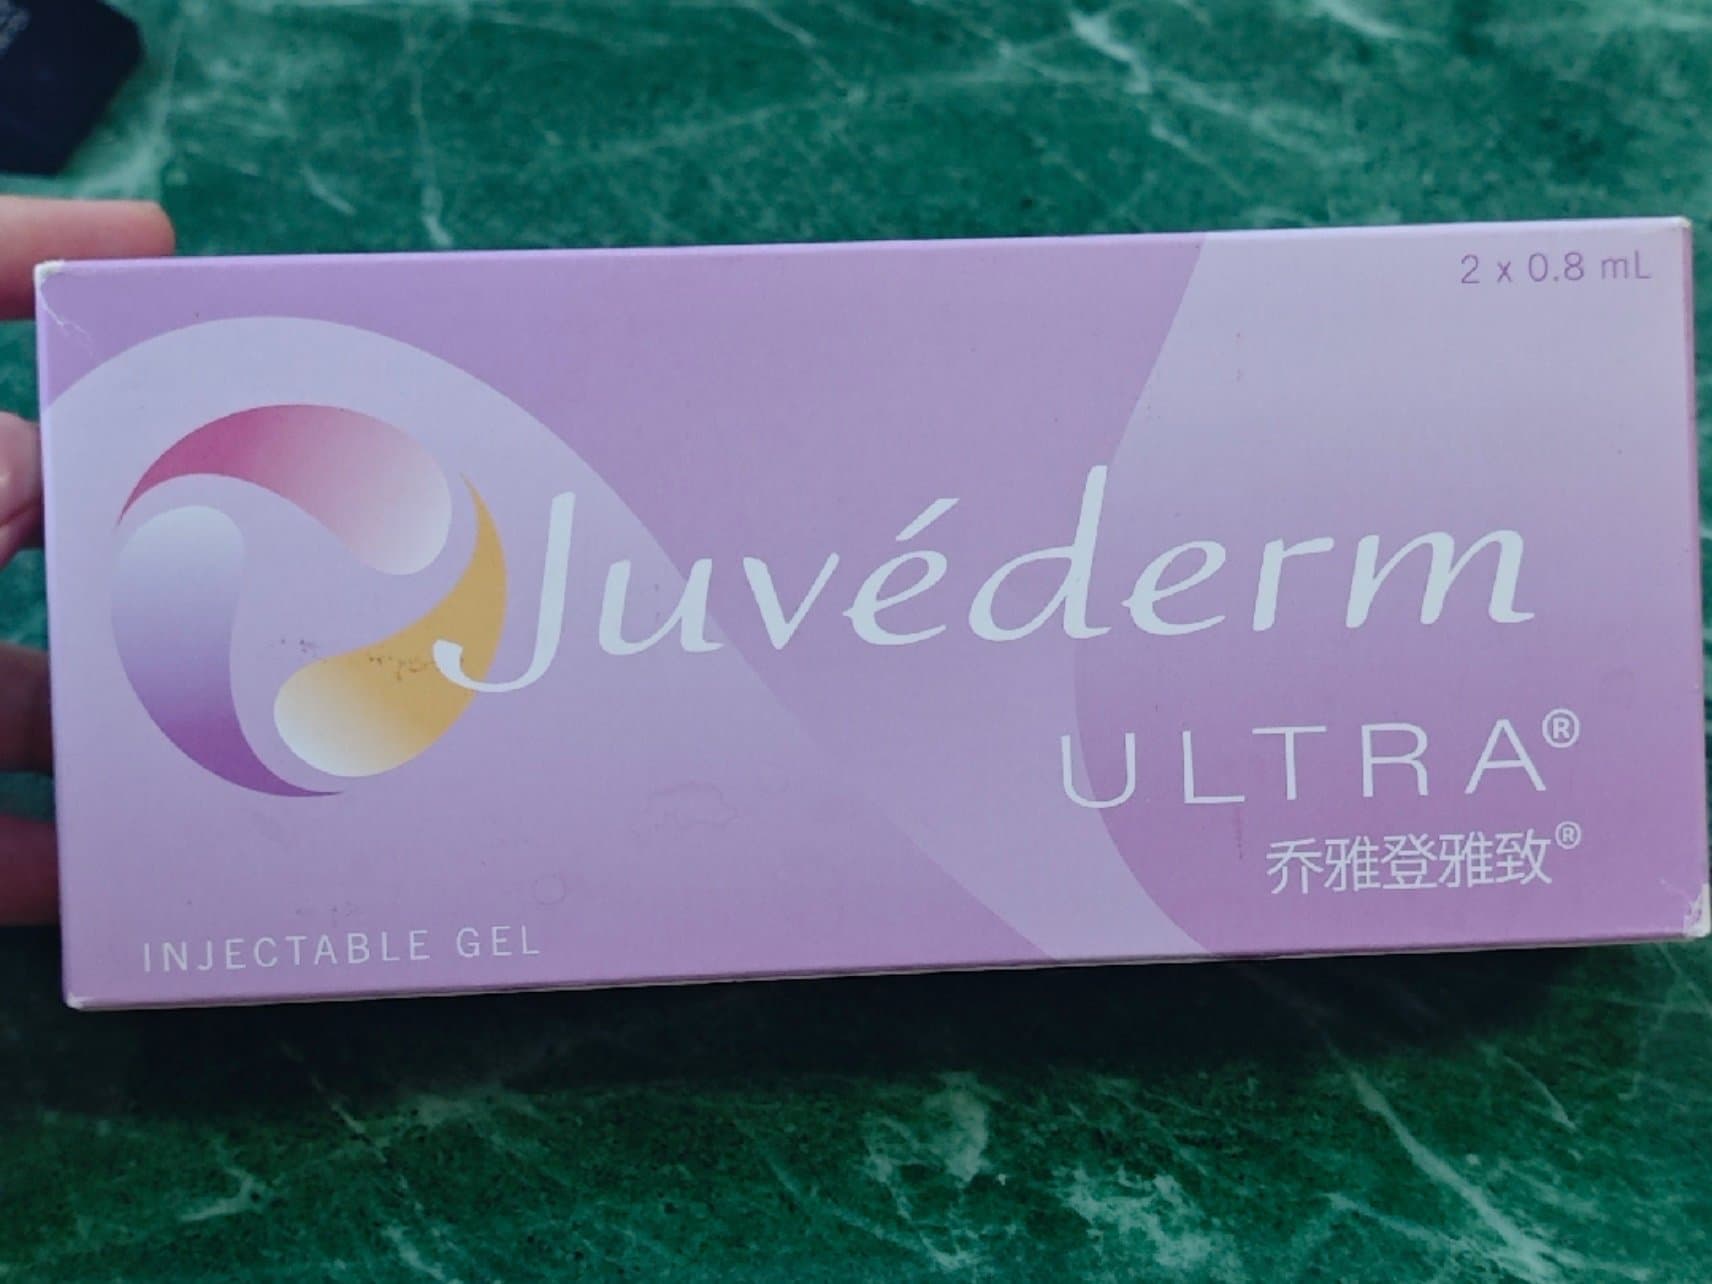 2 x 0.8 mL
Juvéderm
ULTRA®
乔雅登雅致®
INJECTABLE GEL